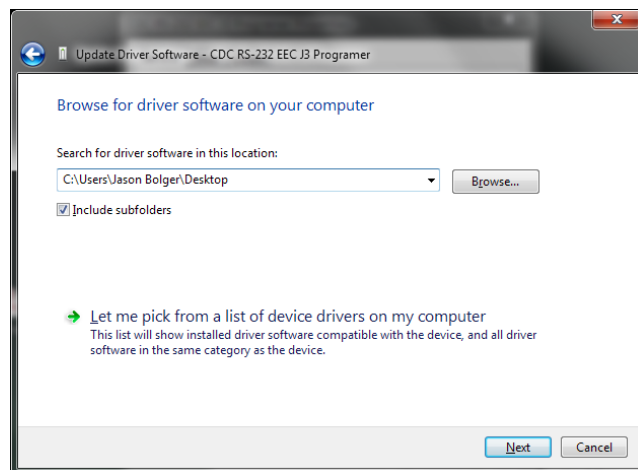 Update Driver Software - CDC RS-232 EEC J3 Programer
Browse for driver software on your computer
Search for driver software in this location:
C:\Users\Jason Bolger\Desktop
Browse...
Include subfolders
Let me pick from a list of device drivers on my computer
This list will show installed driver software compatible with the device, and all driver
software in the same category as the device.
Next
Cancel